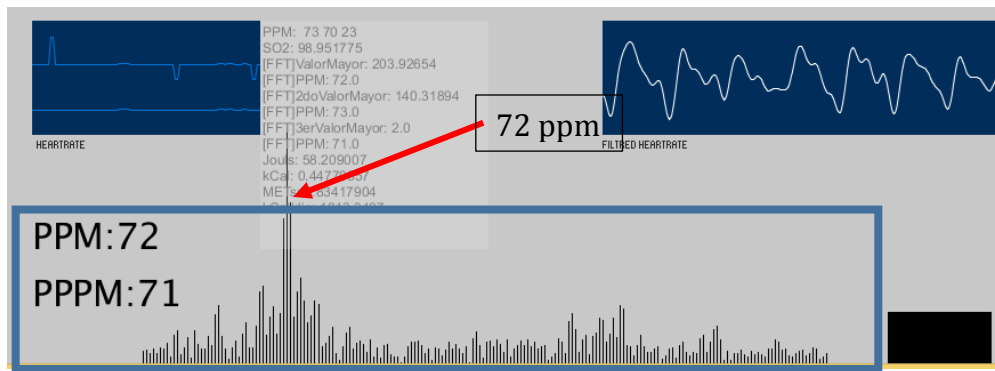 PPM: 73 70 23
SO2: 98.951775
[FFT]ValorMayor: 203.92654
[FFT]PPM: 72.0
[FFT]2doValorMayor: 140.31894
[FFT]PPM: 73.0
[FFT]3erValorMayor: 2.0
[FFT]PPM: 71.0
Jouls: 58.209007
kCal:
72 ppm
HEARTRATE
FILTRED HEARTRATE
PPM:72
PPPM:71